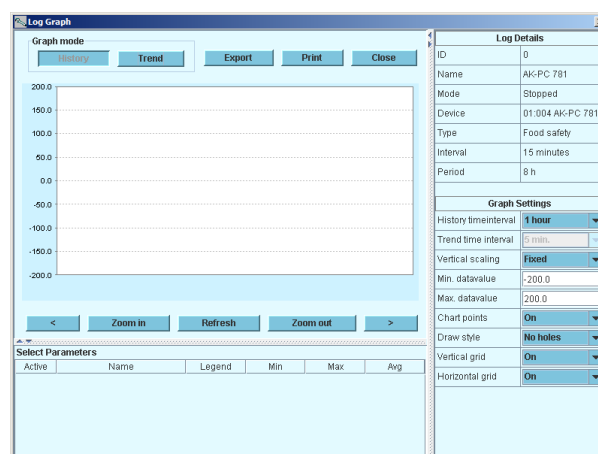 Log Graph
Graph mode
History
Trend
Export
Print
Close
200.0
150.0
100.0
50.0
0.0
-50.0
-100.0
-150.0
-200.0
<
Zoom in
Refresh
Zoom out
>
Select Parameters
Active Name Legend Min Max Avg
Log Details
ID 0
Name AK-PC 781
Mode Stopped
Device 01:004 AK-PC 781
Type Food safety
Interval 15 minutes
Period 8 h
Graph Settings
History timeinterval 1 hour
Trend time interval 5 min.
Vertical scaling Fixed
Min. datavalue -200.0
Max. datavalue 200.0
Chart points On
Draw style No holes
Vertical grid On
Horizontal grid On